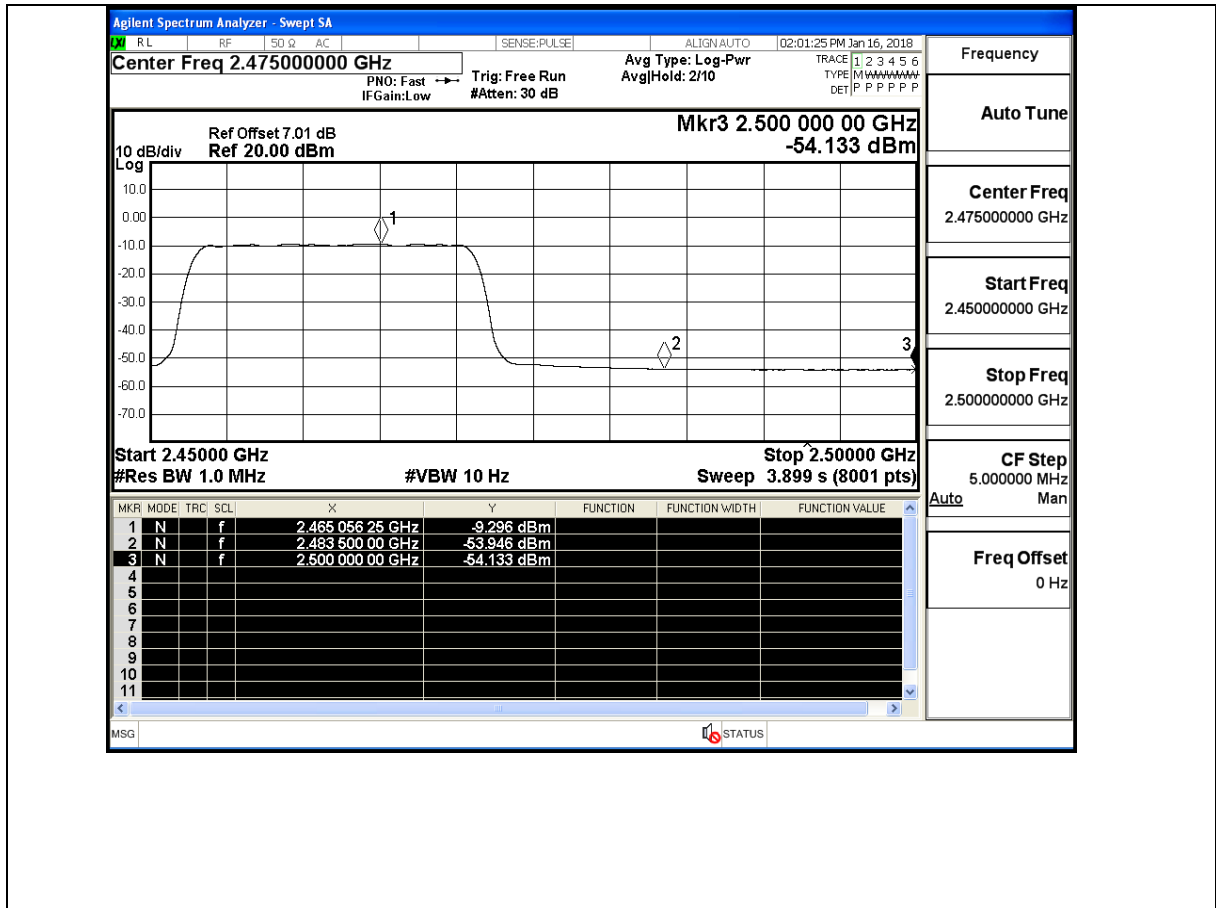 Agilent Spectrum Analyzer - Swept SA
LXI RL RF 50 Ω AC SENSE:PULSE ALIGNAUTO 02:01:25 PM Jan 16, 2018
Center Freq 2.475000000 GHz
PNO: Fast
IFGain:Low
Trig: Free Run
#Atten: 30 dB
Avg Type: Log-Pwr
Avg|Hold: 2/10
TRACE 1 2 3 4 5 6
TYPE M WWWWW
DET P P P P P P
Ref Offset 7.01 dB
10 dB/div Ref 20.00 dBm
Log
Mkr3 2.500 000 00 GHz
-54.133 dBm
10.0
0.00
-10.0
-20.0
-30.0
-40.0
-50.0
-60.0
-70.0
1
2
3
Start 2.45000 GHz Stop 2.50000 GHz
#Res BW 1.0 MHz #VBW 10 Hz Sweep 3.899 s (8001 pts)
MKR MODE TRC SCL X Y FUNCTION FUNCTION WIDTH FUNCTION VALUE
1 N f 2.465 056 25 GHz -9.296 dBm
2 N f 2.483 500 00 GHz -53.946 dBm
3 N f 2.500 000 00 GHz -54.133 dBm
4
5
6
7
8
9
10
11
MSG STATUS
Frequency
Auto Tune
Center Freq
2.475000000 GHz
Start Freq
2.450000000 GHz
Stop Freq
2.500000000 GHz
CF Step
5.000000 MHz
Auto Man
Freq Offset
0 Hz